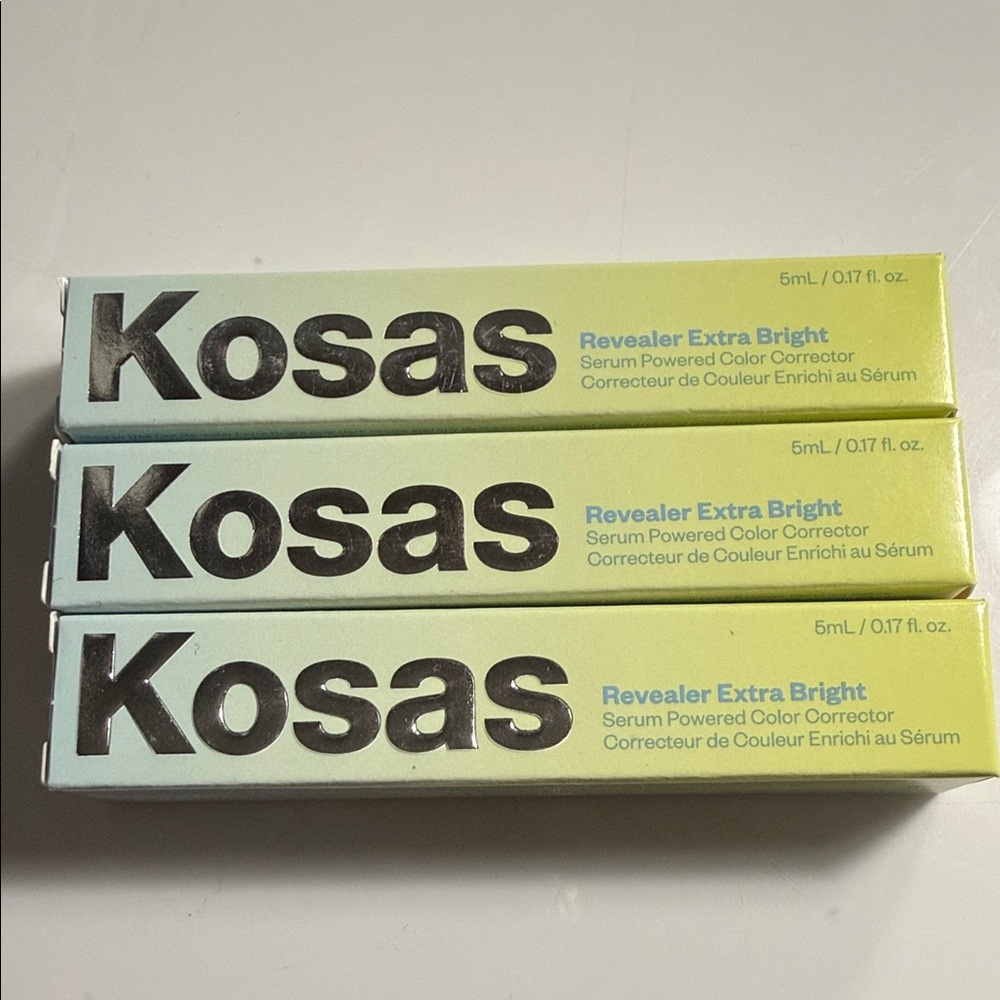 5mL / 0.17 fl. oz.
Kosas
Revealer Extra Bright
Serum Powered Color Corrector
Correcteur de Couleur Enrichi au Sérum
5mL / 0.17 fl. oz.
Kosas
Revealer Extra Bright
Serum Powered Color Corrector
Correcteur de Couleur Enrichi au Sérum
5mL / 0.17 fl. oz.
Kosas
Revealer Extra Bright
Serum Powered Color Corrector
Correcteur de Couleur Enrichi au Sérum